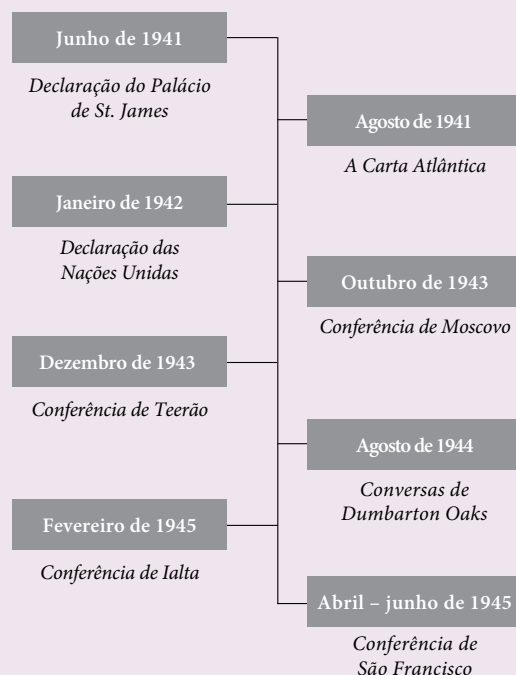 Junho de 1941
Declaração do Palácio
de St. James
Agosto de 1941
A Carta Atlântica
Janeiro de 1942
Declaração das
Nações Unidas
Outubro de 1943
Conferência de Moscovo
Dezembro de 1943
Conferência de Teerão
Agosto de 1944
Conversas de
Dumbarton Oaks
Fevereiro de 1945
Conferência de Ialta
Abril – junho de 1945
Conferência de
São Francisco